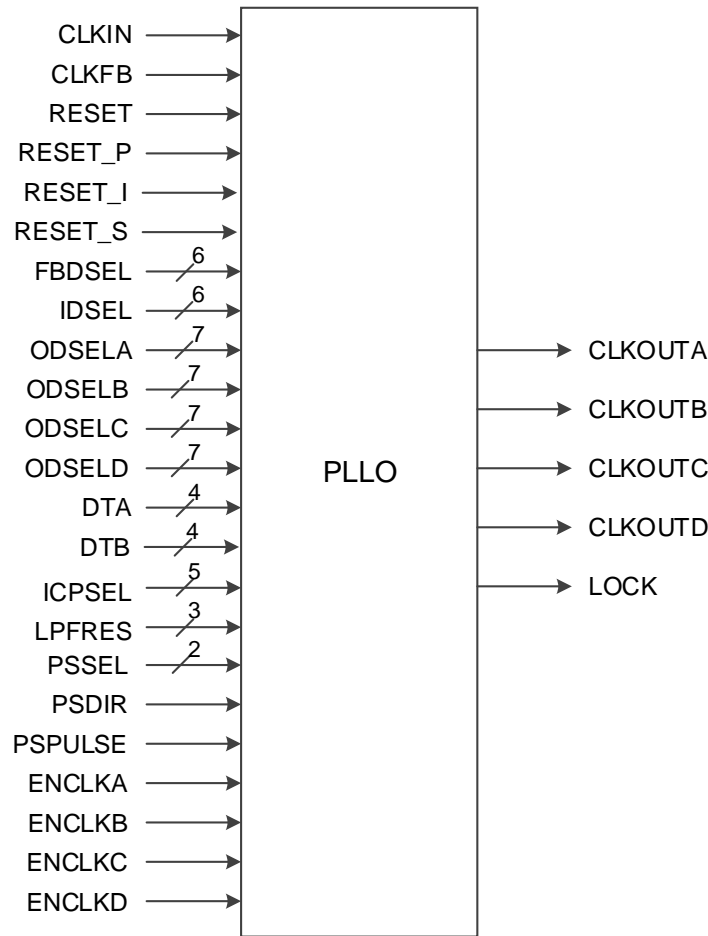 CLKIN
CLKFB
RESET
RESET_P
RESET_I
RESET_S
FBDSEL 6
IDSEL 6
ODSELA 7
ODSELB 7
ODSELC 7
ODSELD 7
DTA 4
DTB 4
ICPSEL 5
LPFRES 3
PSSEL 2
PSDIR
PSPULSE
ENCLKA
ENCLKB
ENCLKC
ENCLKD
PLLO
CLKOUTA
CLKOUTB
CLKOUTC
CLKOUTD
LOCK